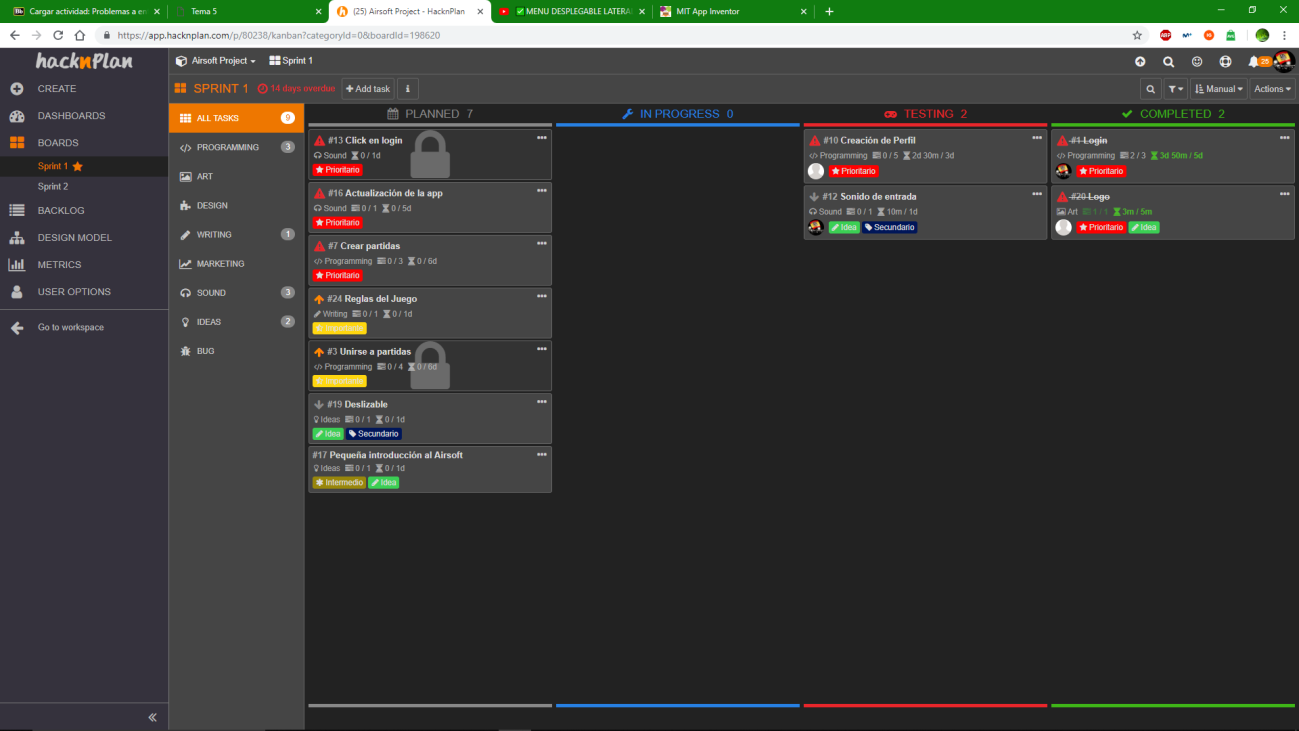 Cargar actividad: Problemas a en
Tema 5
(25) Airsoft Project - HacknPlan
MENU DESPLEGABLE LATERA
MIT App Inventor
https://app.hacknplan.com/p/80238/kanban?categoryId=0&boardId=198620
hacknPlan
Airsoft Project
Sprint 1
CREATE
DASHBOARDS
BOARDS
Sprint 1
Sprint 2
BACKLOG
DESIGN MODEL
METRICS
USER OPTIONS
Go to workspace
SPRINT 1
14 days overdue
Add task
Manual
Actions
ALL TASKS 9
PROGRAMMING 3
ART
DESIGN
WRITING 1
MARKETING
SOUND 3
IDEAS 2
BUG
PLANNED 7
#13 Click en login
Sound 0 / 1d
Prioritario
#16 Actualización de la app
Sound 0 / 1 0 / 5d
Prioritario
#7 Crear partidas
Programming 0 / 3 0 / 6d
Prioritario
#24 Reglas del Juego
Writing 0 / 1 0 / 1d
Importante
#3 Unirse a partidas
Programming 0 / 4 0 / 6d
Importante
#19 Deslizable
Ideas 0 / 1 0 / 1d
Idea Secundario
#17 Pequeña introducción al Airsoft
Ideas 0 / 1 0 / 1d
Intermedio Idea
IN PROGRESS 0
TESTING 2
#10 Creación de Perfil
Programming 0 / 5 2d 30m / 3d
Prioritario
#12 Sonido de entrada
Sound 0 / 1 10m / 1d
Idea Secundario
COMPLETED 2
#1 Login
Programming 2 / 3 3d 50m / 5d
Prioritario
#20 Logo
Art 1 / 1 3m / 5m
Prioritario Idea